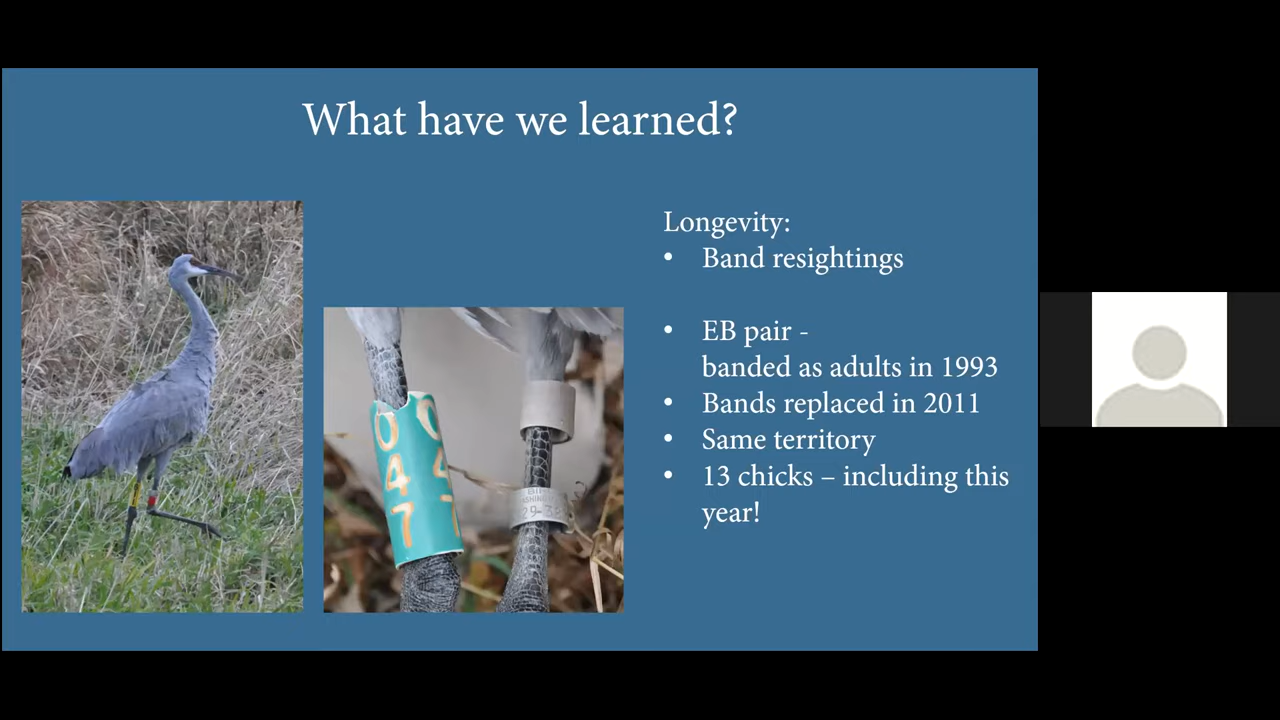 What have we learned?
Longevity:
• Band resightings
• EB pair -
banded as adults in 1993
• Bands replaced in 2011
• Same territory
• 13 chicks – including this
year!
047